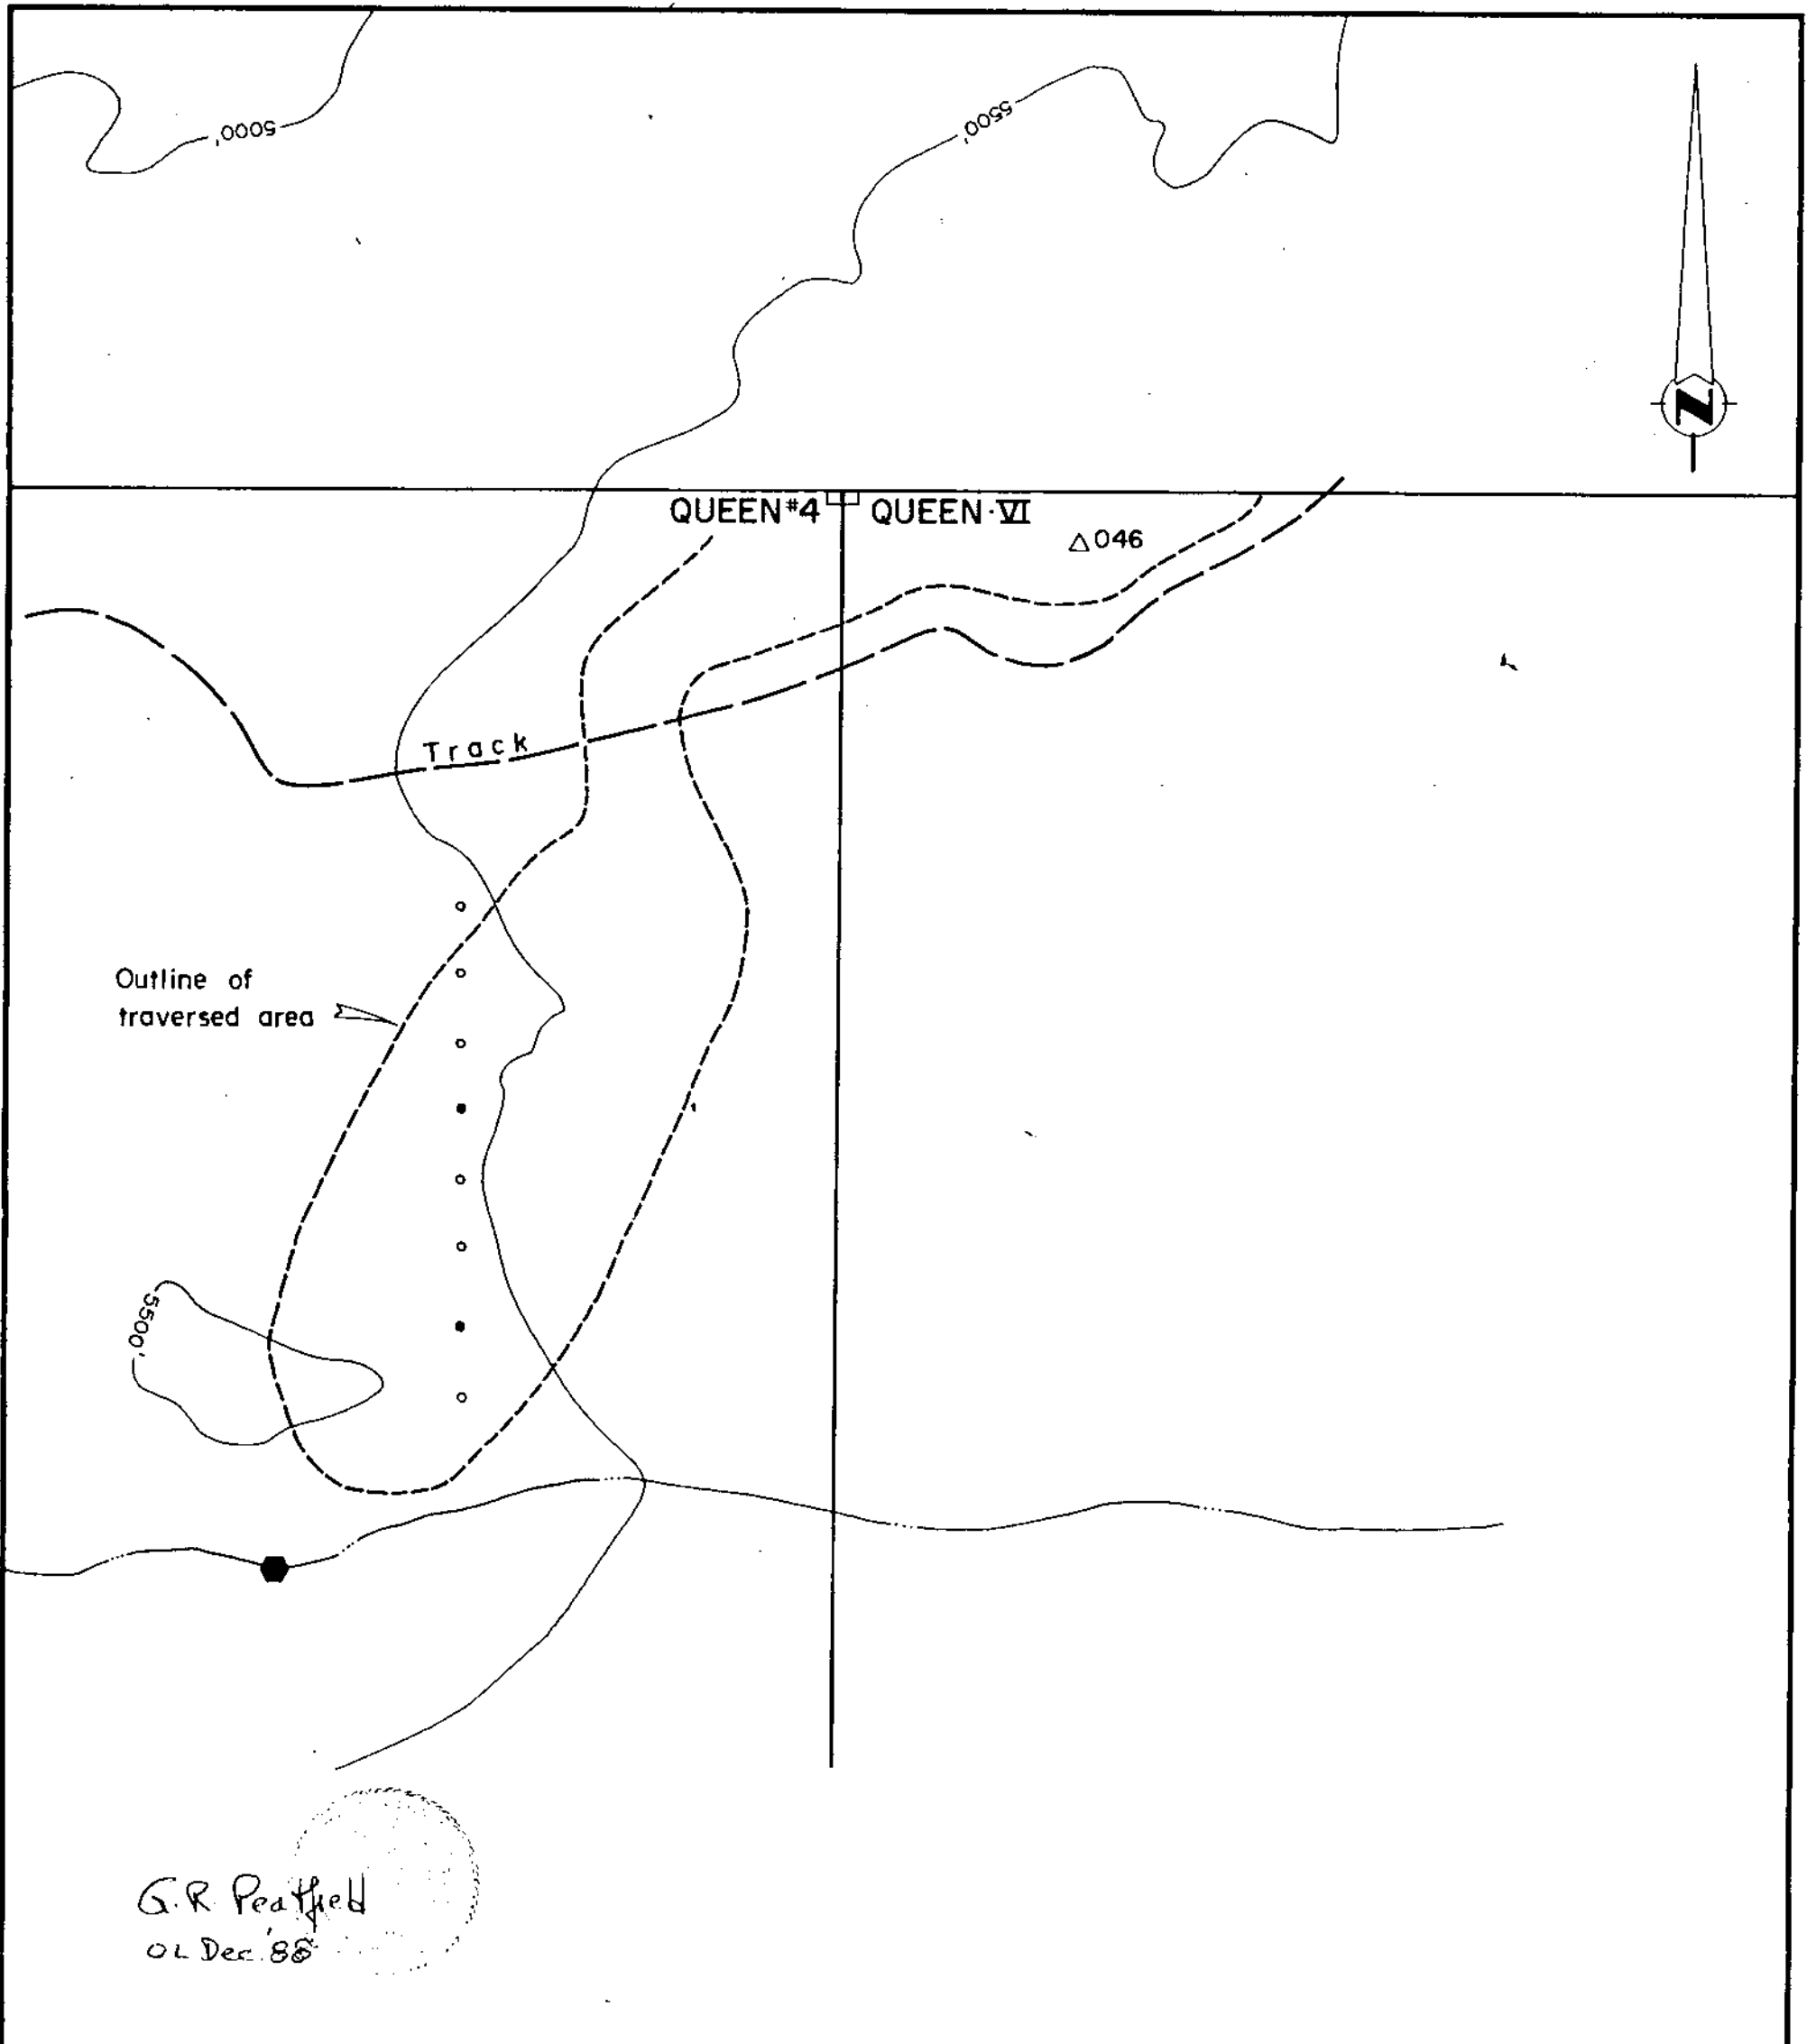 5000'
5500'
N
QUEEN #4
QUEEN·VI
△046
Track
Outline of
traversed area
5500'
G.R. Peatfield
Dec. '88